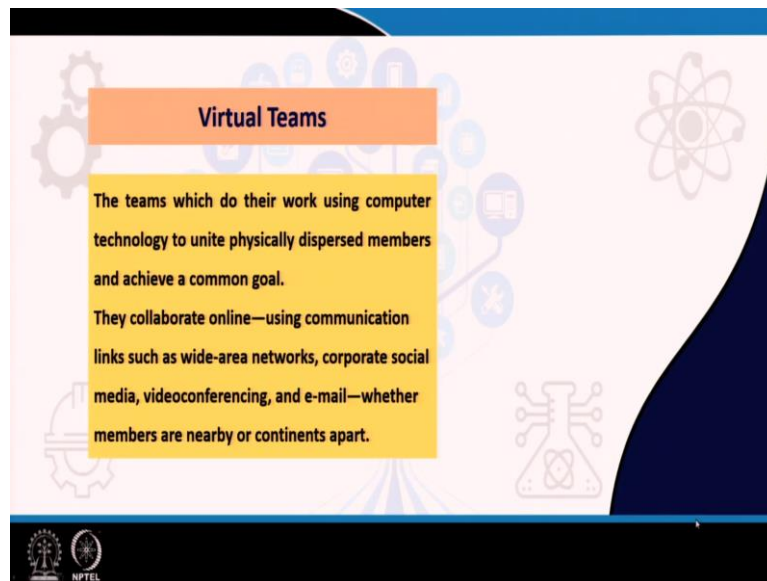 Virtual Teams
The teams which do their work using computer
technology to unite physically dispersed members
and achieve a common goal.
They collaborate online—using communication
links such as wide-area networks, corporate social
media, videoconferencing, and e-mail—whether
members are nearby or continents apart.
NPTEL